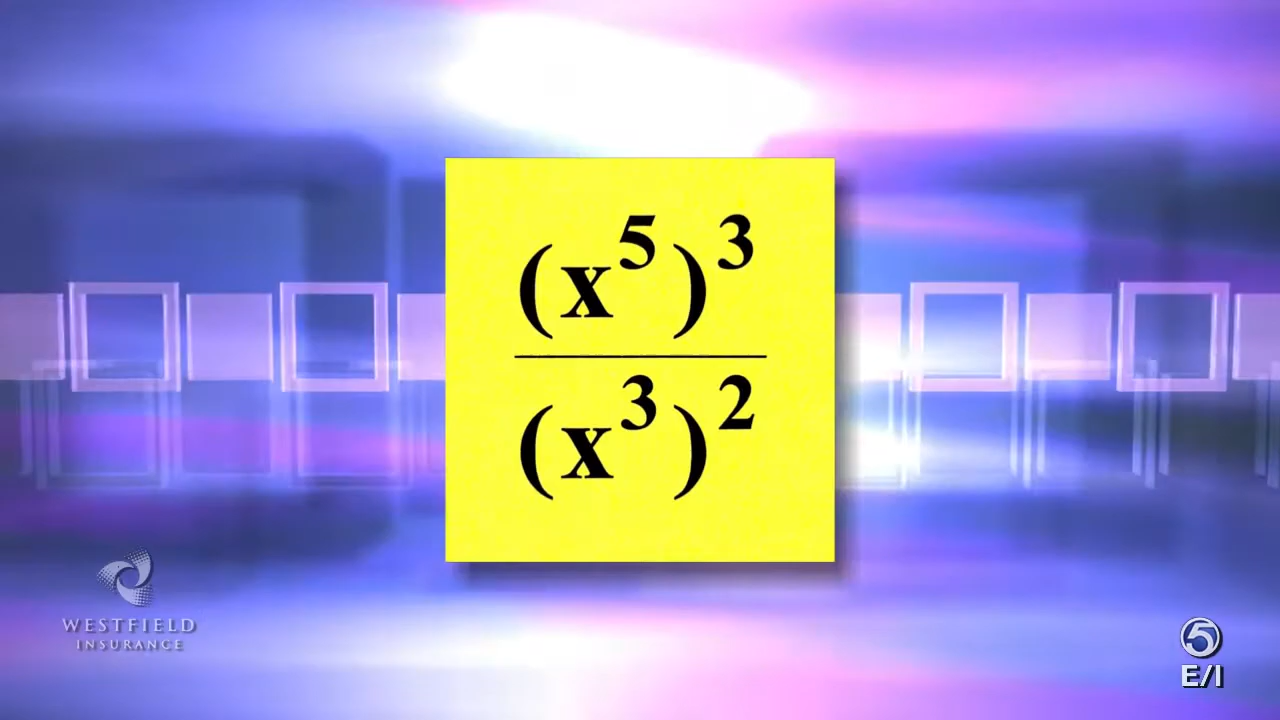 (x⁵)³
(x³)²
WESTFIELD
INSURANCE
5
E/I